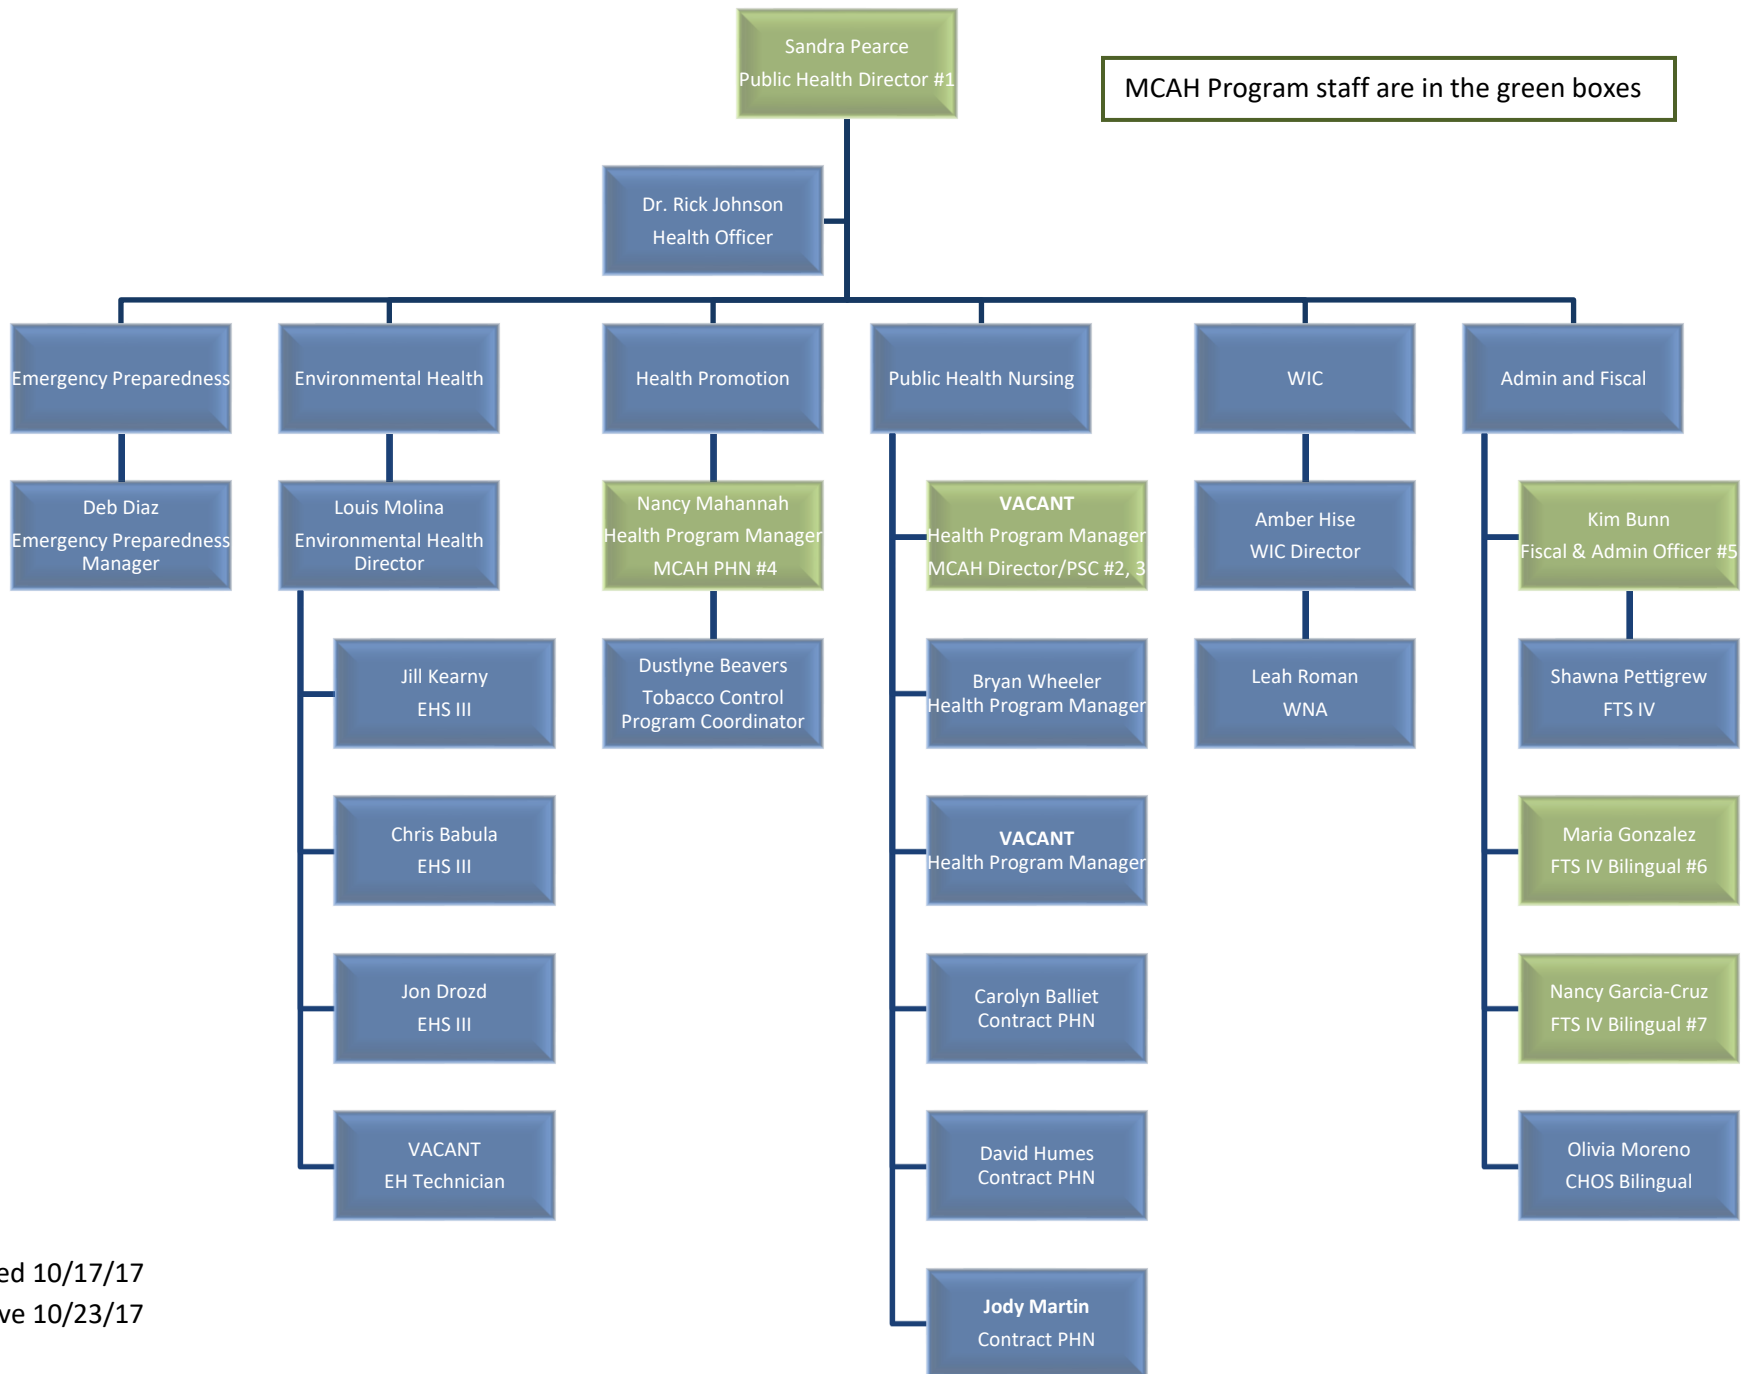 Sandra Pearce
Public Health Director #1
MCAH Program staff are in the green boxes
Dr. Rick Johnson
Health Officer
Emergency Preparedness
Environmental Health
Health Promotion
Public Health Nursing
WIC
Admin and Fiscal
Deb Diaz
Emergency Preparedness
Manager
Louis Molina
Environmental Health
Director
Nancy Mahannah
Health Program Manager
MCAH PHN #4
VACANT
Health Program Manager
MCAH Director/PSC #2, 3
Amber Hise
WIC Director
Kim Bunn
Fiscal & Admin Officer #5
Jill Kearny
EHS III
Dustlyne Beavers
Tobacco Control
Program Coordinator
Bryan Wheeler
Health Program Manager
Leah Roman
WNA
Shawna Pettigrew
FTS IV
Chris Babula
EHS III
VACANT
Health Program Manager
Maria Gonzalez
FTS IV Bilingual #6
Jon Drozd
EHS III
Carolyn Balliet
Contract PHN
Nancy Garcia-Cruz
FTS IV Bilingual #7
VACANT
EH Technician
David Humes
Contract PHN
Olivia Moreno
CHOS Bilingual
Jody Martin
Contract PHN
ed 10/17/17
ve 10/23/17